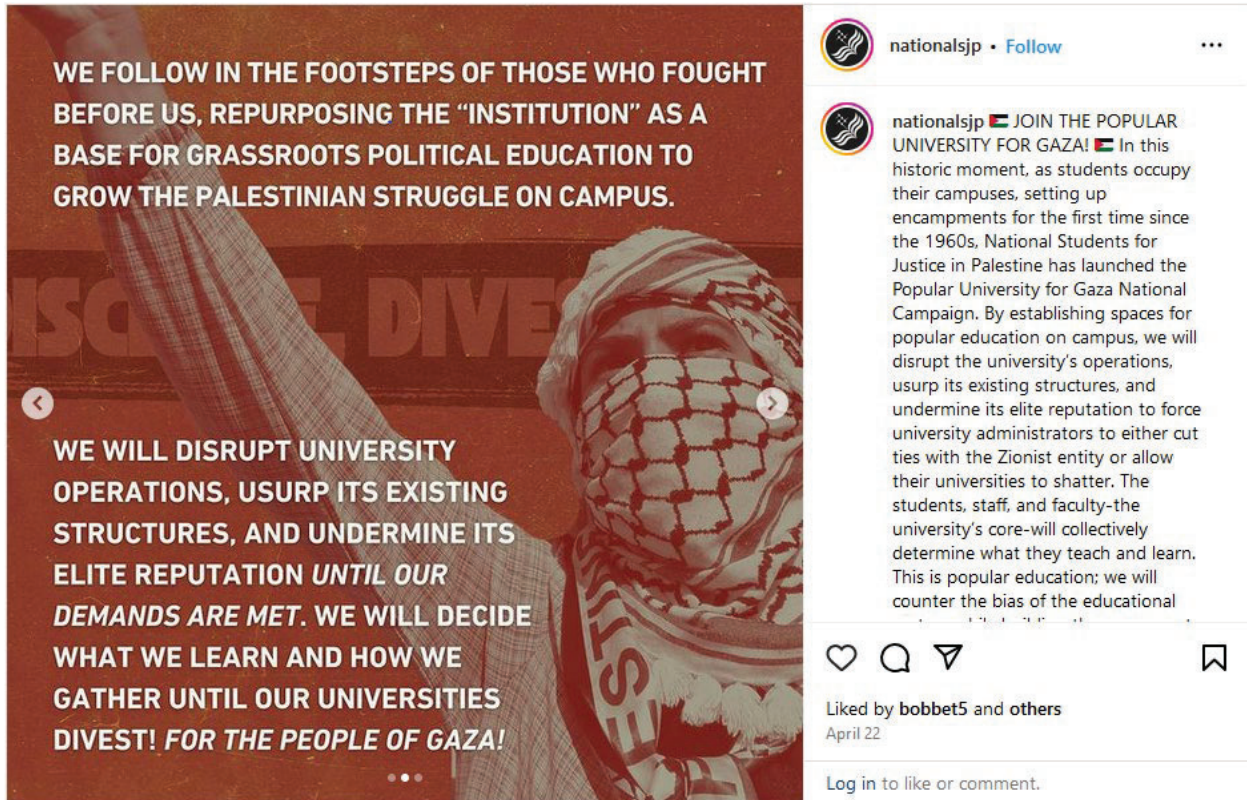 WE FOLLOW IN THE FOOTSTEPS OF THOSE WHO FOUGHT
BEFORE US, REPURPOSING THE “INSTITUTION” AS A
BASE FOR GRASSROOTS POLITICAL EDUCATION TO
GROW THE PALESTINIAN STRUGGLE ON CAMPUS.
WE WILL DISRUPT UNIVERSITY
OPERATIONS, USURP ITS EXISTING
STRUCTURES, AND UNDERMINE ITS
ELITE REPUTATION UNTIL OUR
DEMANDS ARE MET. WE WILL DECIDE
WHAT WE LEARN AND HOW WE
GATHER UNTIL OUR UNIVERSITIES
DIVEST! FOR THE PEOPLE OF GAZA!
nationalsjp • Follow
nationalsjp 🇵🇸 JOIN THE POPULAR
UNIVERSITY FOR GAZA! 🇵🇸 In this
historic moment, as students occupy
their campuses, setting up
encampments for the first time since
the 1960s, National Students for
Justice in Palestine has launched the
Popular University for Gaza National
Campaign. By establishing spaces for
popular education on campus, we will
disrupt the university's operations,
usurp its existing structures, and
undermine its elite reputation to force
university administrators to either cut
ties with the Zionist entity or allow
their universities to shatter. The
students, staff, and faculty-the
university's core-will collectively
determine what they teach and learn.
This is popular education; we will
counter the bias of the educational
Liked by bobbet5 and others
April 22
Log in to like or comment.